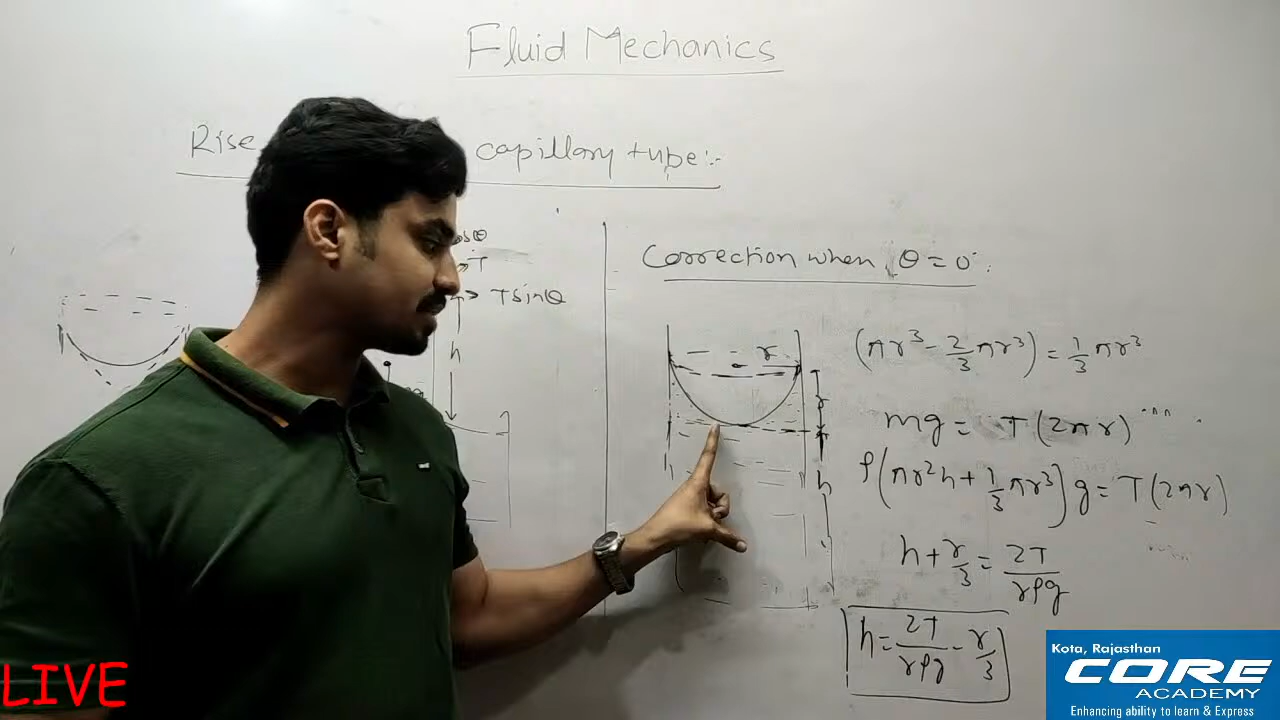 Fluid Mechanics
Rise capillary tube:-
cosθ
T
T sinθ
h
Correction when θ = 0°.
r
r
h
(πr³ - 2/3 πr³) = 1/3 πr³
mg = T(2πr)
ρ(πr²h + 1/3 πr³)g = T(2πr)
h + r/3 = 2T/rρg
h = 2T/rρg - r/3
LIVE
Kota, Rajasthan
CORE
ACADEMY
Enhancing ability to learn & Express